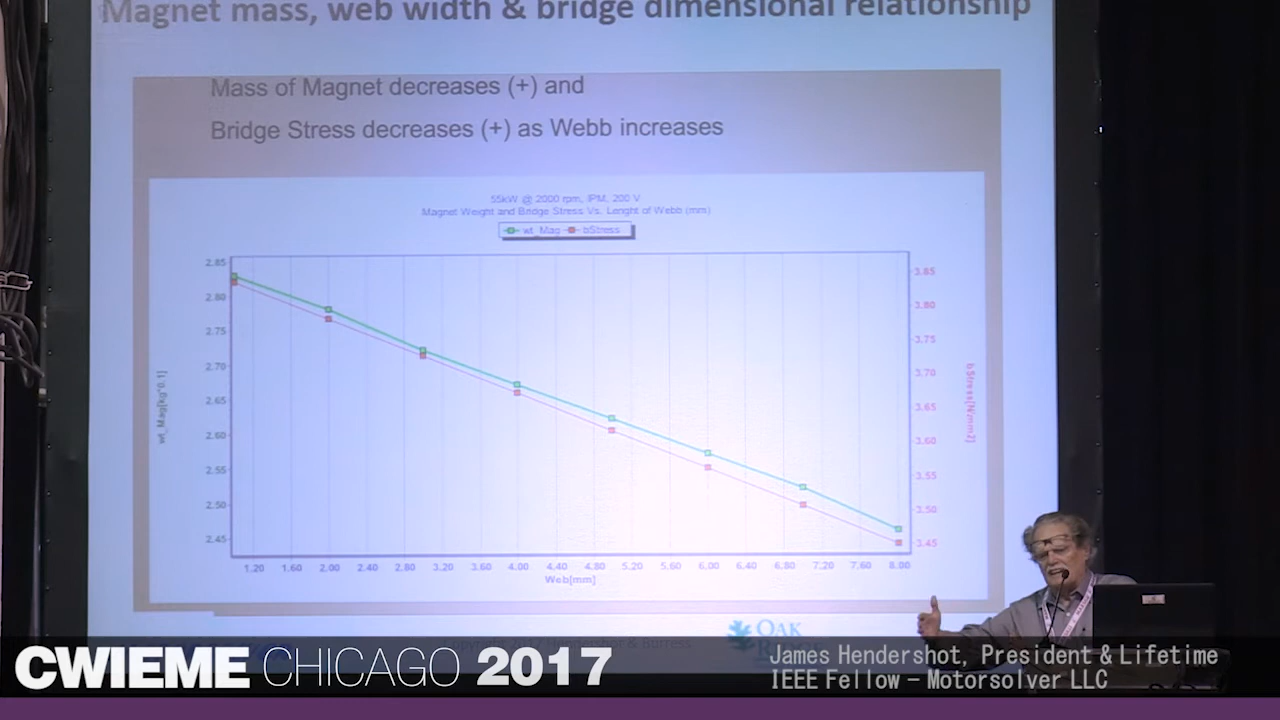 Magnet mass, web width & bridge dimensional relationship
Mass of Magnet decreases (+) and
Bridge Stress decreases (+) as Webb increases
55kW @ 2000 rpm, IPM, 200 V
Magnet Weight and Bridge Stress Vs. Lenght of Webb (mm)
wt_Mag bStress
2.85
2.80
2.75
2.70
2.65
2.60
2.55
2.50
2.45
wt_Mag[kg*0.1]
3.85
3.80
3.75
3.70
3.65
3.60
3.55
3.50
3.45
bStress[N/mm2]
1.20 1.60 2.00 2.40 2.80 3.20 3.60 4.00 4.40 4.80 5.20 5.60 6.00 6.40 6.80 7.20 7.60 8.00
Web[mm]
OAK
CWIEME CHICAGO 2017
James Hendershot, President & Lifetime
IEEE Fellow – Motorsolver LLC